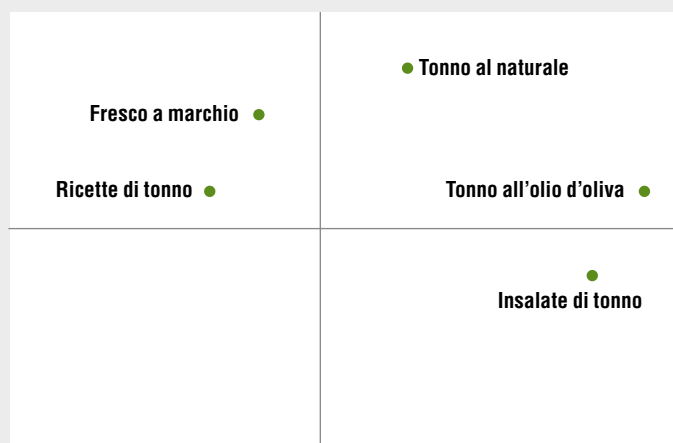 Tonno al naturale
Fresco a marchio
Ricette di tonno
Tonno all’olio d’oliva
Insalate di tonno